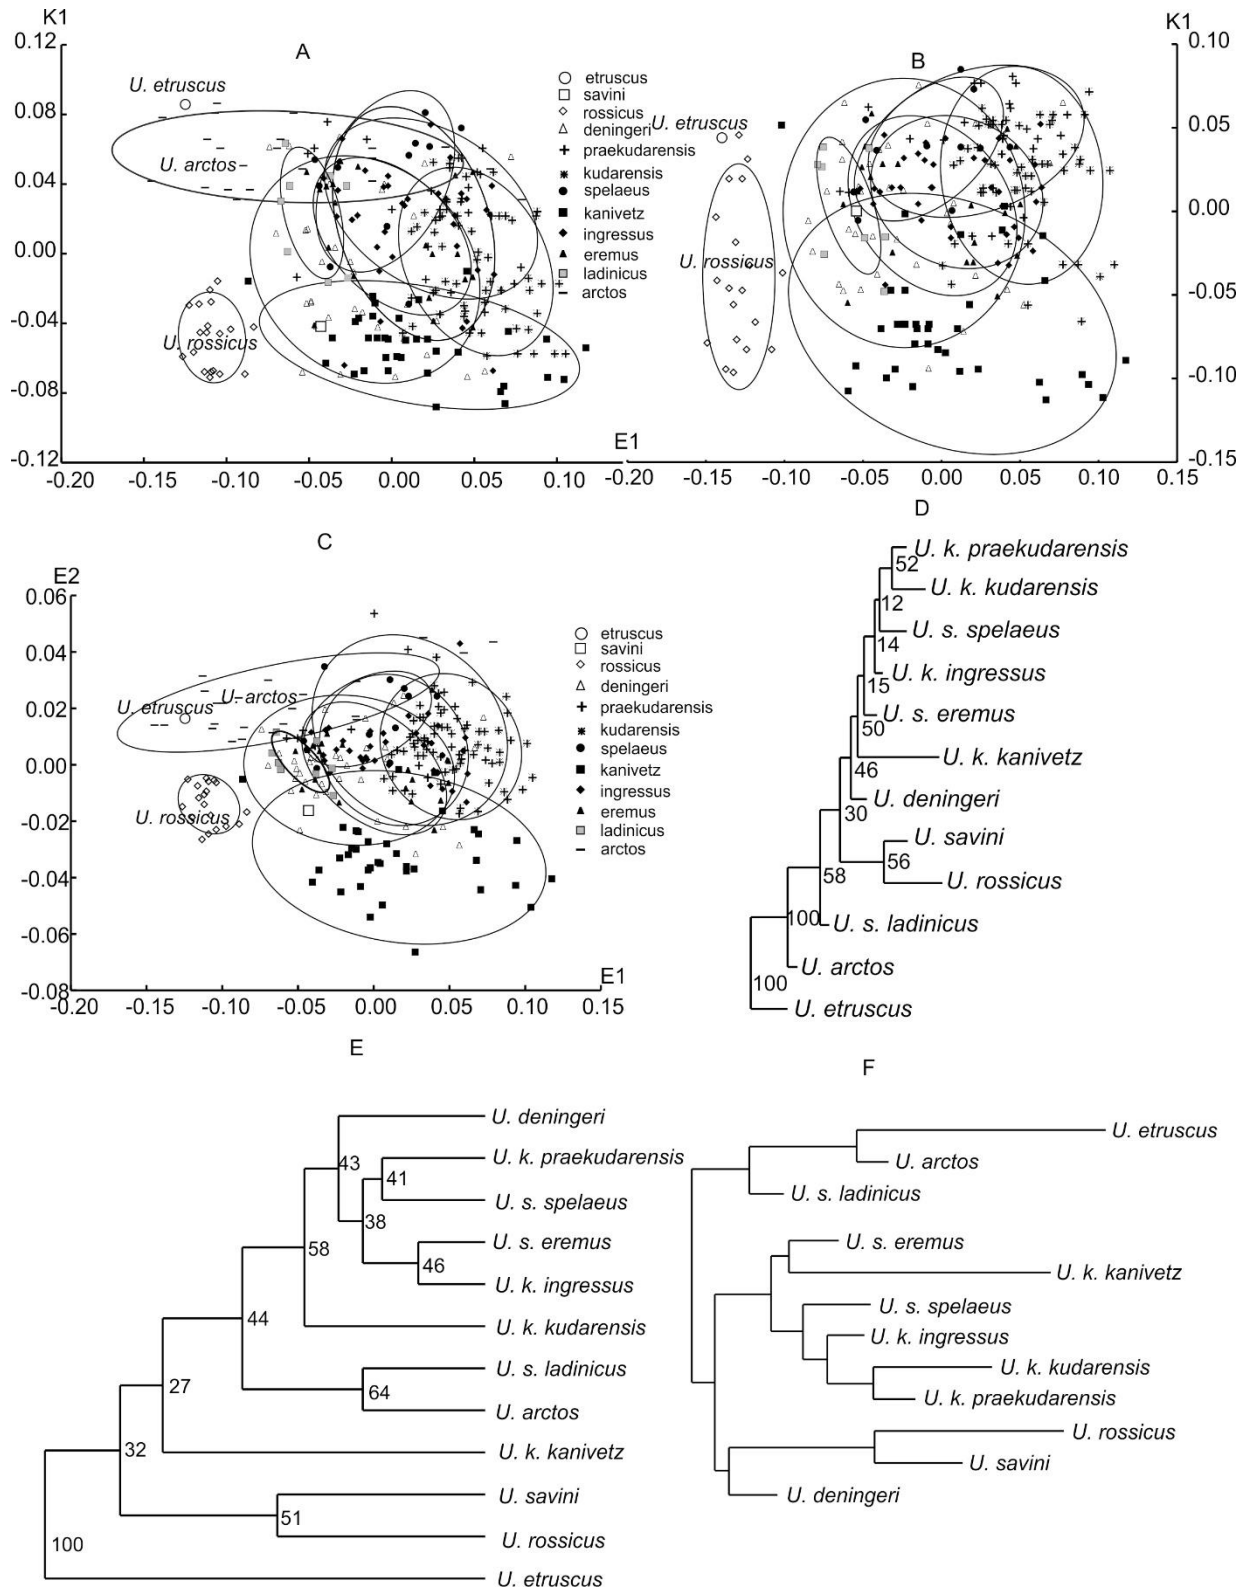 K1
0.12
0.08
0.04
0.00
-0.04
-0.08
-0.12
-0.20 -0.15 -0.10 -0.05 0.00 0.05 0.10
E1
A
U. etruscus
U. arctos
U. rossicus
etruscus
savini
rossicus
deningeri
praekudarensis
kudarensis
spelaeus
kanivetz
ingressus
eremus
ladinicus
arctos
B
K1
0.10
0.05
0.00
-0.05
-0.10
-0.15
-0.20 -0.15 -0.10 -0.05 0.00 0.05 0.10 0.15
U. etruscus
U. rossicus
C
E2
0.06
0.04
0.02
0.00
-0.02
-0.04
-0.06
-0.08
-0.20 -0.15 -0.10 -0.05 0.00 0.05 0.10 0.15
E1
U. etruscus
U. arctos
U. rossicus
etruscus
savini
rossicus
deningeri
praekudarensis
kudarensis
spelaeus
kanivetz
ingressus
eremus
ladinicus
arctos
D
U. k. praekudarensis
52
U. k. kudarensis
12
U. s. spelaeus
14
U. k. ingressus
15
U. s. eremus
50
U. k. kanivetz
46
U. deningeri
30
U. savini
56
58
U. rossicus
100
U. s. ladinicus
U. arctos
100
U. etruscus
E
U. deningeri
43
U. k. praekudarensis
41
U. s. spelaeus
38
U. s. eremus
58
46
U. k. ingressus
44
U. k. kudarensis
U. s. ladinicus
27
64
U. arctos
32
U. k. kanivetz
U. savini
51
U. rossicus
100
U. etruscus
F
U. etruscus
U. arctos
U. s. ladinicus
U. s. eremus
U. k. kanivetz
U. s. spelaeus
U. k. ingressus
U. k. kudarensis
U. k. praekudarensis
U. rossicus
U. savini
U. deningeri